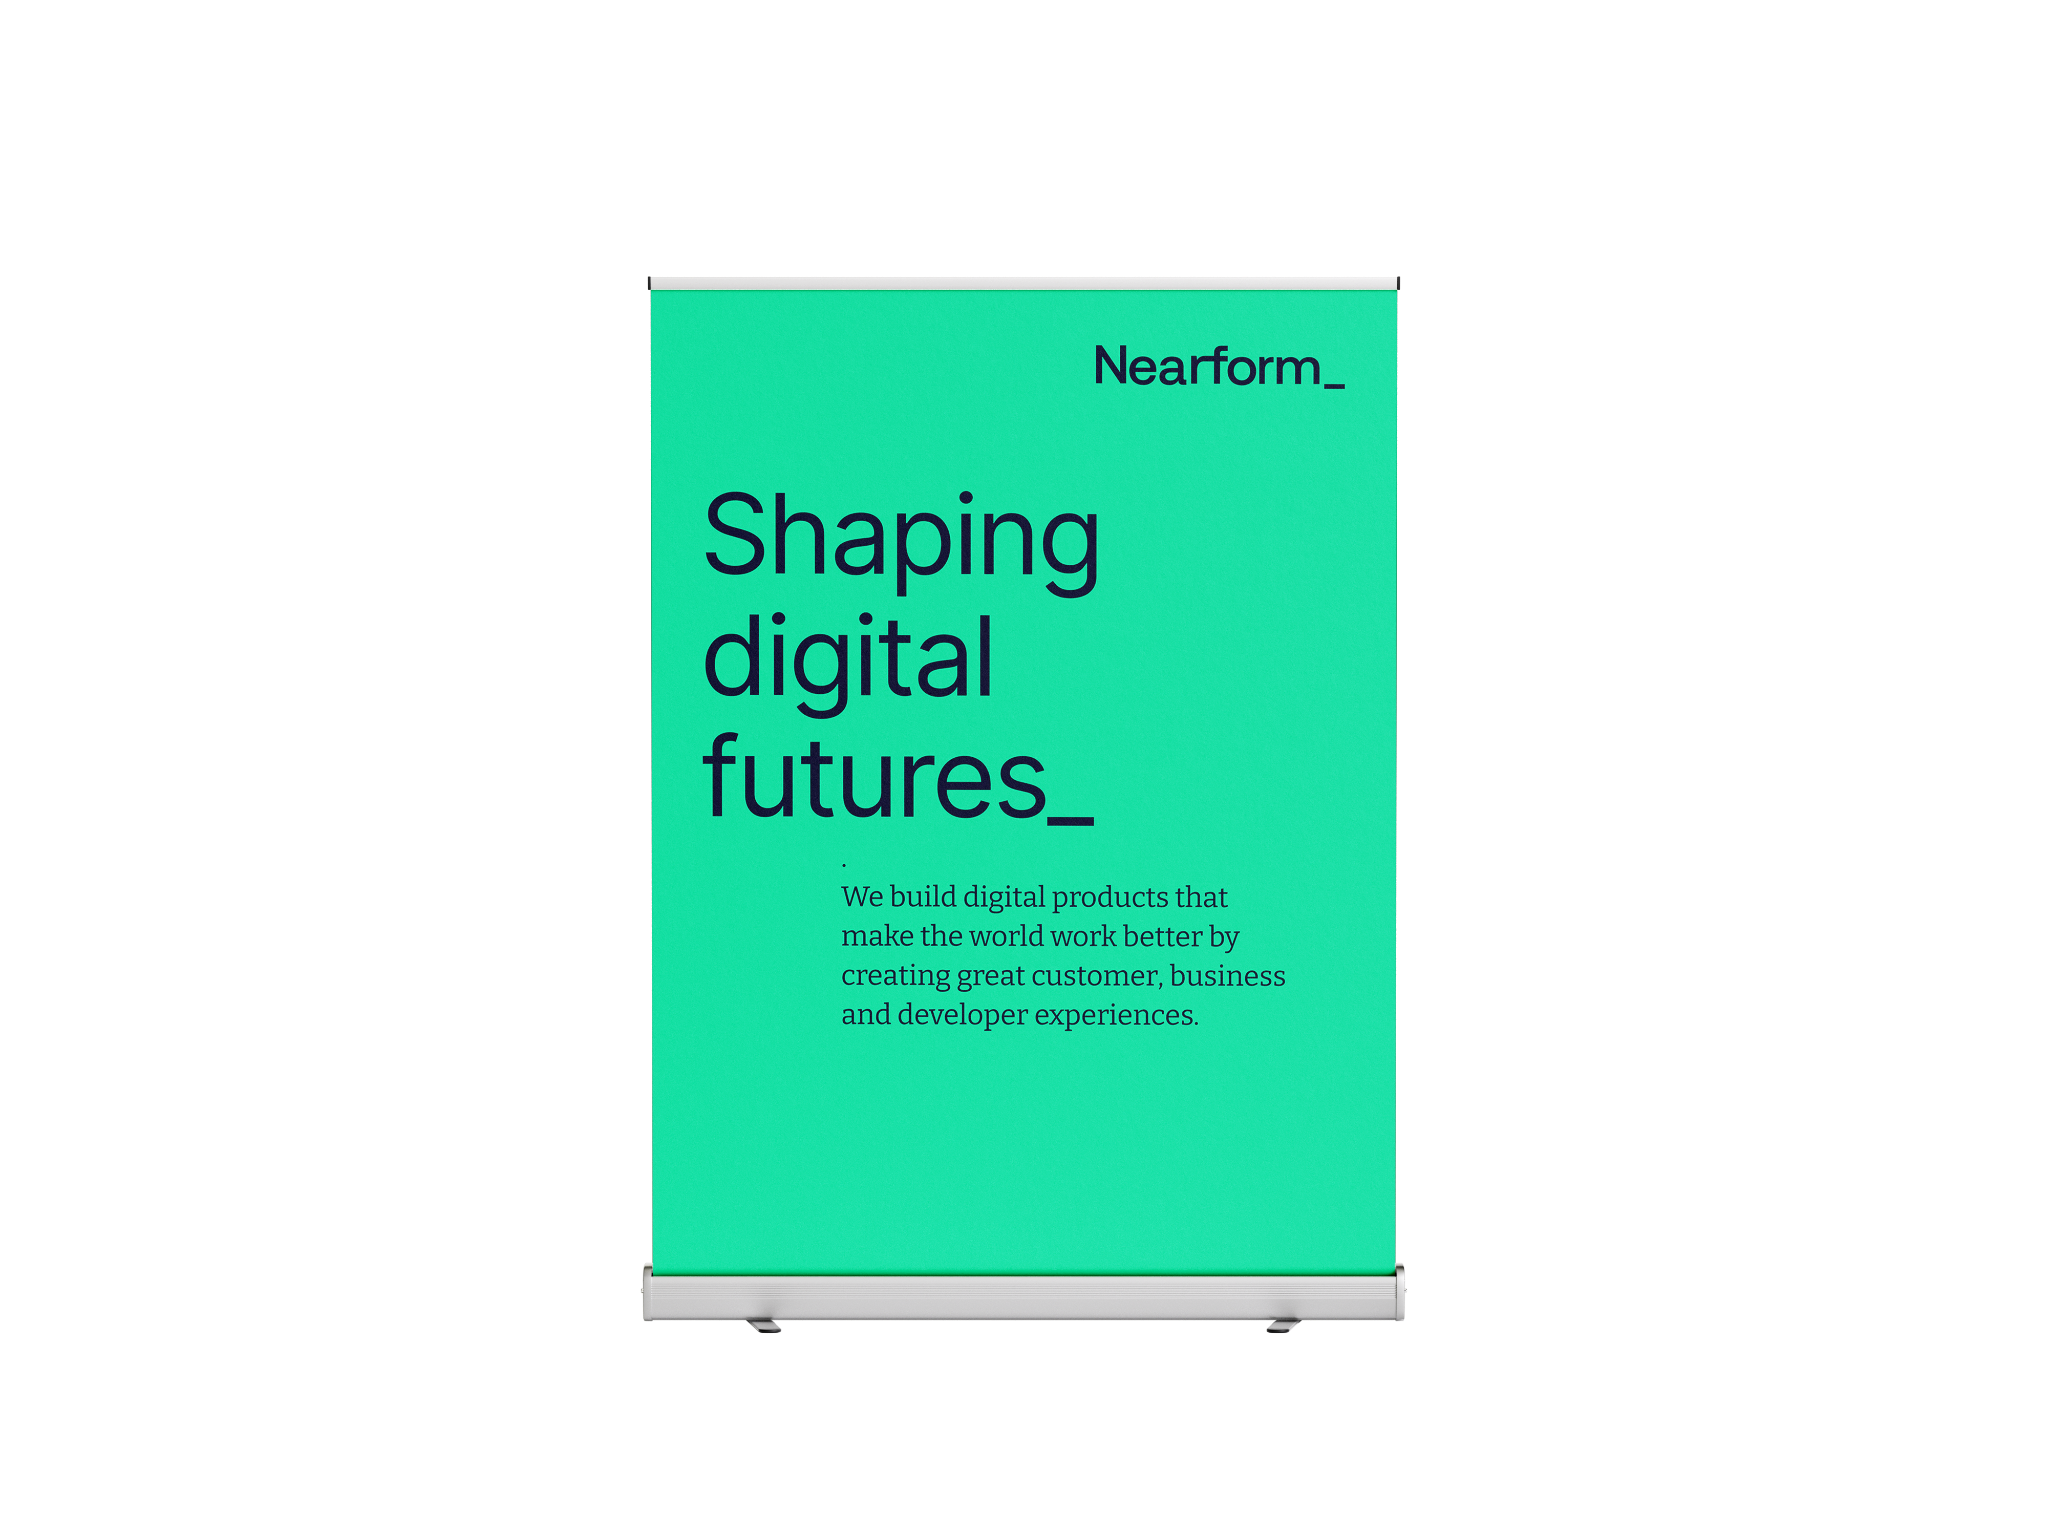 Nearform_
Shaping
digital
futures_
.
We build digital products that
make the world work better by
creating great customer, business
and developer experiences.